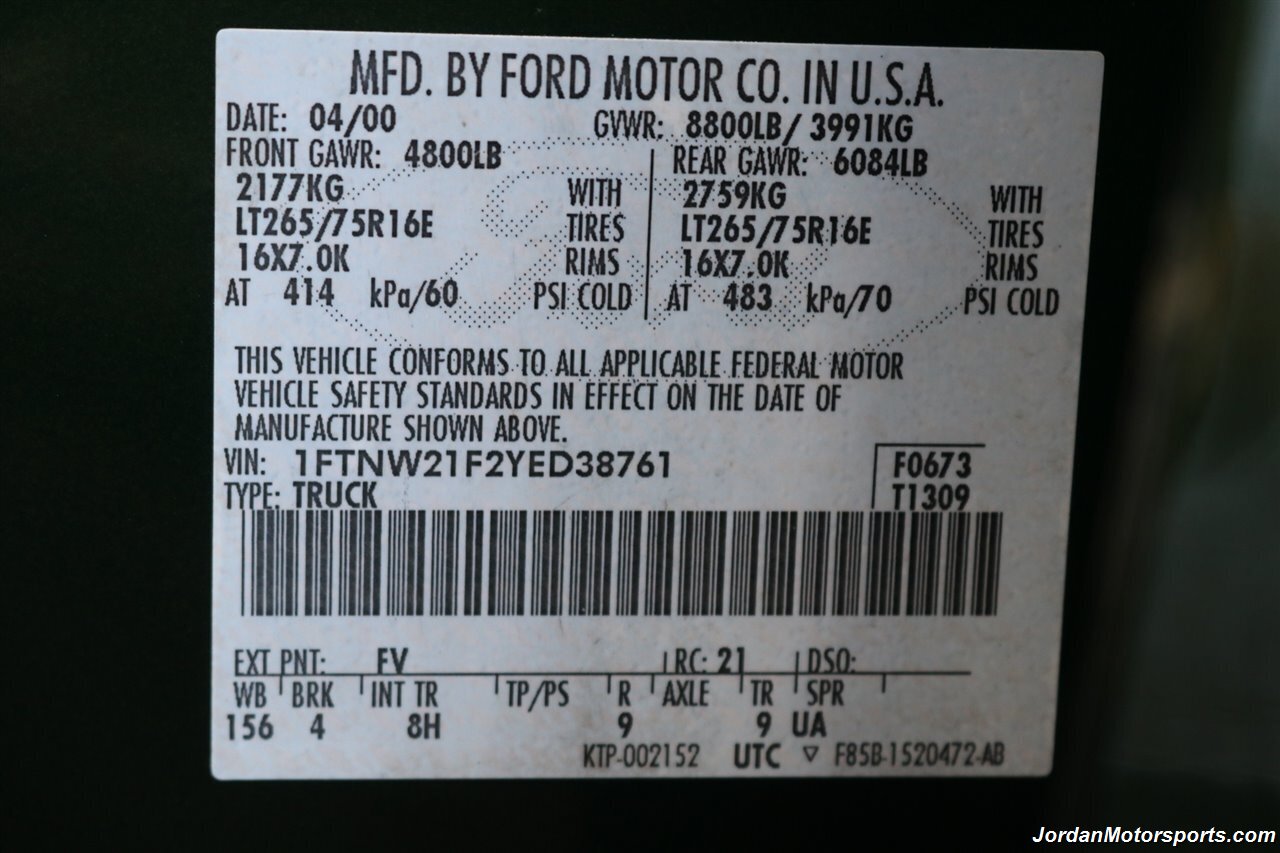 MFD. BY FORD MOTOR CO. IN U.S.A.
DATE: 04/00 GVWR: 8800LB/ 3991KG
FRONT GAWR: 4800LB REAR GAWR: 6084LB
2177KG WITH 2759KG WITH
LT265/75R16E TIRES LT265/75R16E TIRES
16X7.0K RIMS 16X7.0K RIMS
AT 414 kPa/60 PSI COLD AT 483 kPa/70 PSI COLD
THIS VEHICLE CONFORMS TO ALL APPLICABLE FEDERAL MOTOR
VEHICLE SAFETY STANDARDS IN EFFECT ON THE DATE OF
MANUFACTURE SHOWN ABOVE.
VIN: 1FTNW21F2YED38761 F0673
TYPE: TRUCK T1309
EXT PNT: FV RC: 21 DSO:
WB BRK INT TR TP/PS R AXLE TR SPR
156 4 8H 9 9 UA
KTP-002152 UTC ▽ F85B-1520472-AB
JordanMotorsports.com